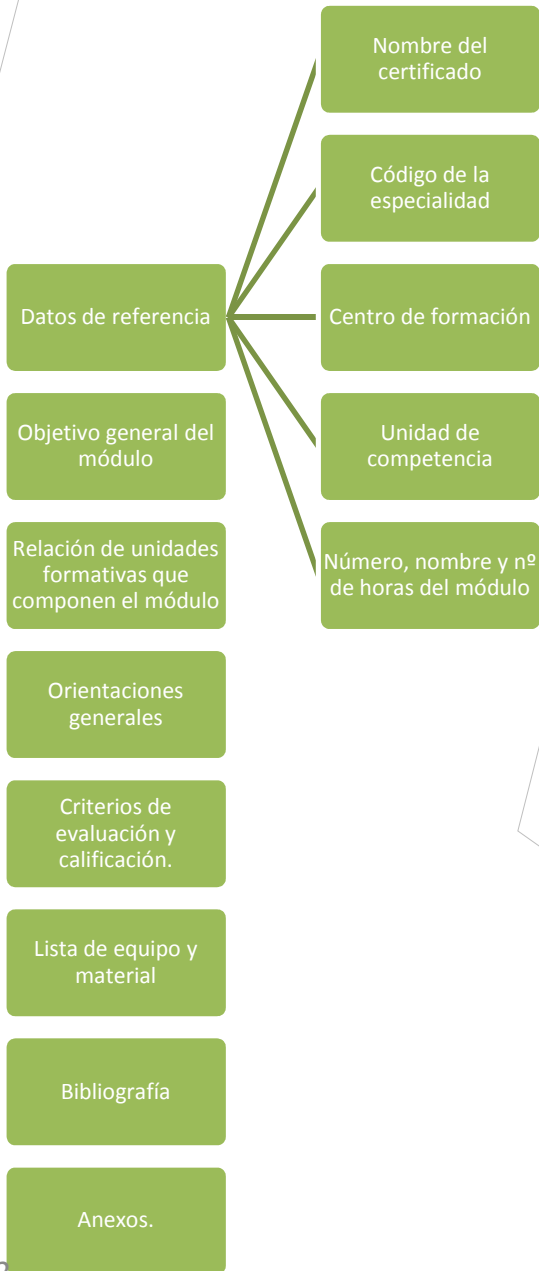 Datos de referencia
Nombre del
certificado
Código de la
especialidad
Centro de formación
Unidad de
competencia
Número, nombre y nº
de horas del módulo
Objetivo general del
módulo
Relación de unidades
formativas que
componen el módulo
Orientaciones
generales
Criterios de
evaluación y
calificación.
Lista de equipo y
material
Bibliografía
Anexos.